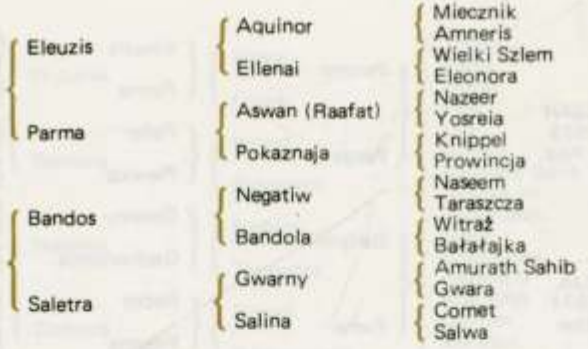 Eleuzis
Parma
Bandos
Saletra
Aquinor
Ellenai
Aswan (Raafat)
Pokaznaja
Negatiw
Bandola
Gwarny
Salina
Miecznik
Amneris
Wielki Szlem
Eleonora
Nazeer
Yosreia
Knippel
Prowincja
Naseem
Taraszcza
Witraż
Bałałajka
Amurath Sahib
Gwara
Comet
Salwa